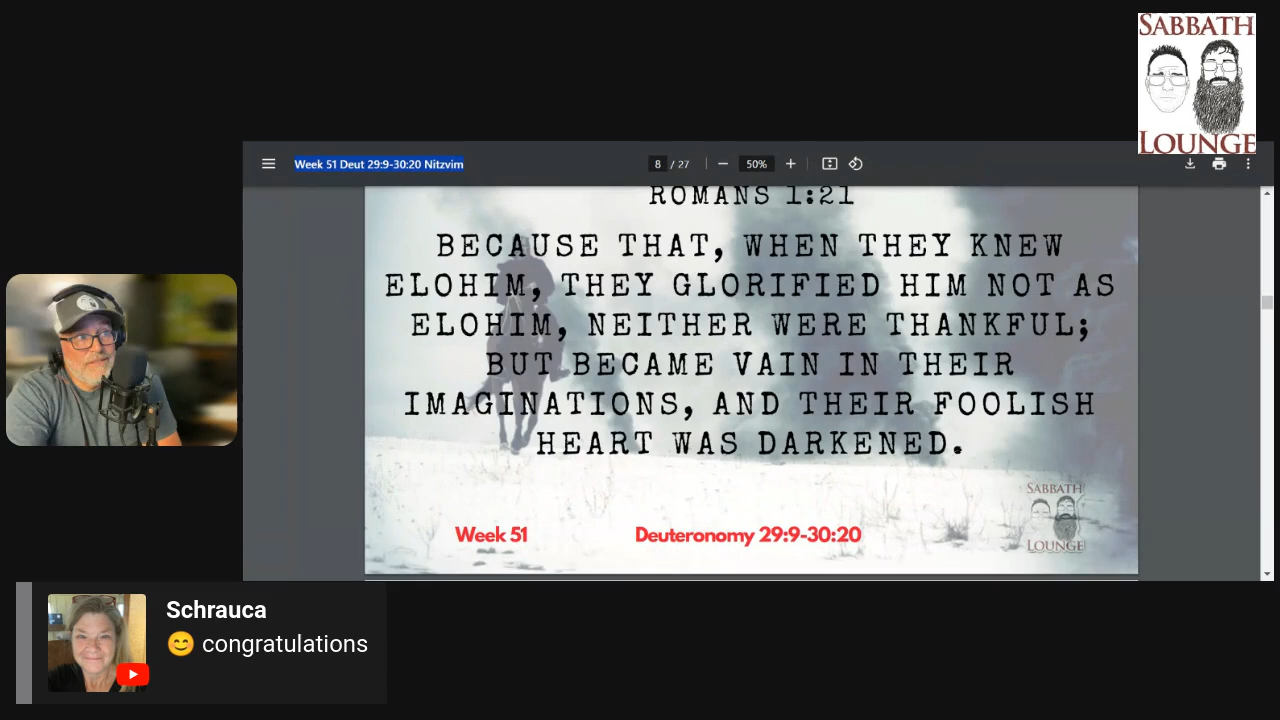 SABBATH
LOUNGE
Week 51 Deut 29:9-30:20 Nitzvim
8 / 27
50%
ROMANS 1:21
BECAUSE THAT, WHEN THEY KNEW
ELOHIM, THEY GLORIFIED HIM NOT AS
ELOHIM, NEITHER WERE THANKFUL;
BUT BECAME VAIN IN THEIR
IMAGINATIONS, AND THEIR FOOLISH
HEART WAS DARKENED.
SABBATH
LOUNGE
Week 51
Deuteronomy 29:9-30:20
Schrauca
😊 congratulations